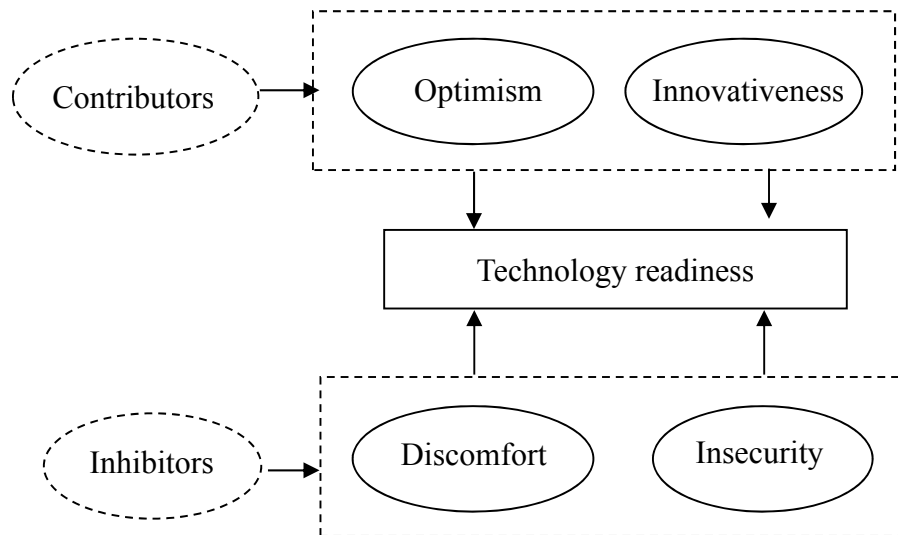 Contributors
Optimism
Innovativeness
Technology readiness
Inhibitors
Discomfort
Insecurity